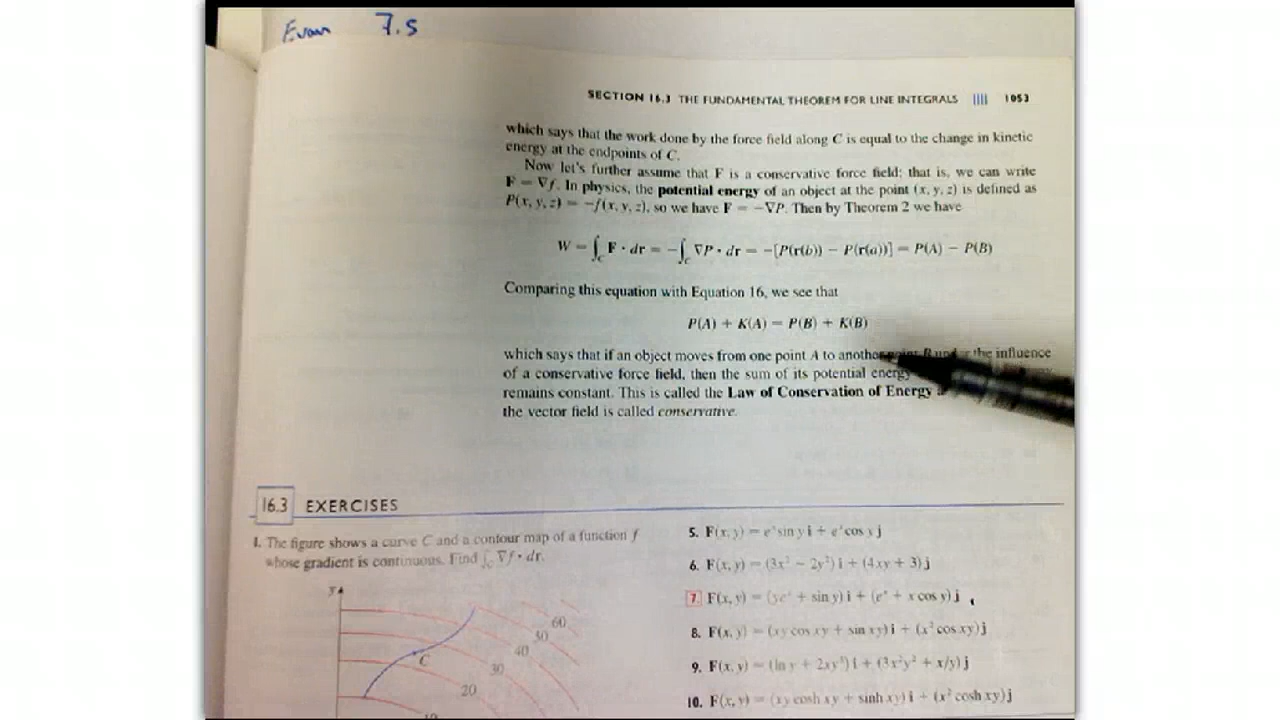 Evan 7.5
SECTION 16.3 THE FUNDAMENTAL THEOREM FOR LINE INTEGRALS |||| 1053
which says that the work done by the force field along C is equal to the change in kinetic
energy at the endpoints of C.
Now let's further assume that F is a conservative force field; that is, we can write
F = ∇f. In physics, the potential energy of an object at the point (x, y, z) is defined as
P(x, y, z) = −f(x, y, z), so we have F = −∇P. Then by Theorem 2 we have
W = ∫C F · dr = −∫C ∇P · dr = −[P(r(b)) − P(r(a))] = P(A) − P(B)
Comparing this equation with Equation 16, we see that
P(A) + K(A) = P(B) + K(B)
which says that if an object moves from one point A to another point B under the influence
of a conservative force field, then the sum of its potential energy
remains constant. This is called the Law of Conservation of Energy
the vector field is called conservative.
16.3 EXERCISES
1. The figure shows a curve C and a contour map of a function f
whose gradient is continuous. Find ∫C ∇f · dr.
y
C
20
30
40
50
60
10
5. F(x, y) = eˣ sin y i + eˣ cos y j
6. F(x, y) = (3x² − 2y²) i + (4xy + 3) j
7. F(x, y) = (yeˣ + sin y) i + (eˣ + x cos y) j
8. F(x, y) = (xy cos xy + sin xy) i + (x² cos xy) j
9. F(x, y) = (ln y + 2xy³) i + (3x²y² + x/y) j
10. F(x, y) = (xy cosh xy + sinh xy) i + (x² cosh xy) j